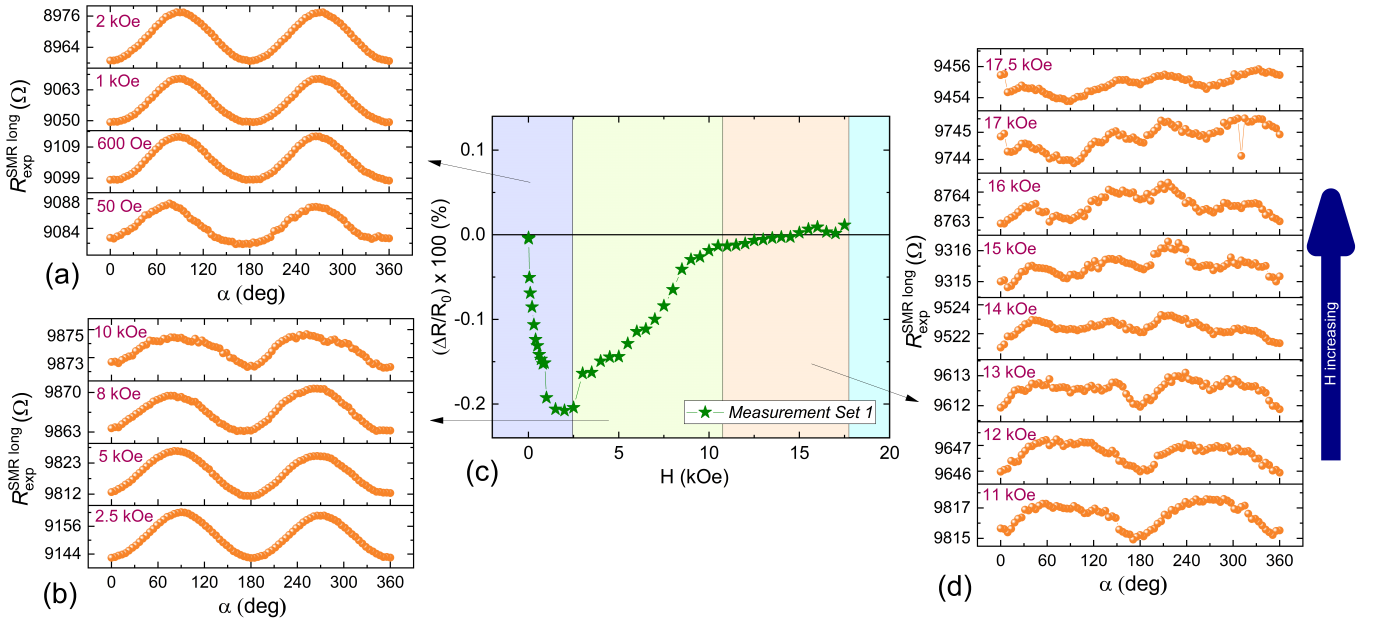 2 kOe
8976
8964
1 kOe
9063
9050
600 Oe
9109
9099
50 Oe
9088
9084
R_exp^SMR long (Ω)
0 60 120 180 240 300 360
α (deg)
(a)
10 kOe
9875
9873
8 kOe
9870
9863
5 kOe
9823
9812
2.5 kOe
9156
9144
R_exp^SMR long (Ω)
0 60 120 180 240 300 360
α (deg)
(b)
0.1
0.0
-0.1
-0.2
(ΔR/R₀) x 100 (%)
Measurement Set 1
0 5 10 15 20
H (kOe)
(c)
17.5 kOe
9456
9454
17 kOe
9745
9744
16 kOe
8764
8763
15 kOe
9316
9315
14 kOe
9524
9522
13 kOe
9613
9612
12 kOe
9647
9646
11 kOe
9817
9815
R_exp^SMR long (Ω)
0 60 120 180 240 300 360
α (deg)
(d)
H increasing